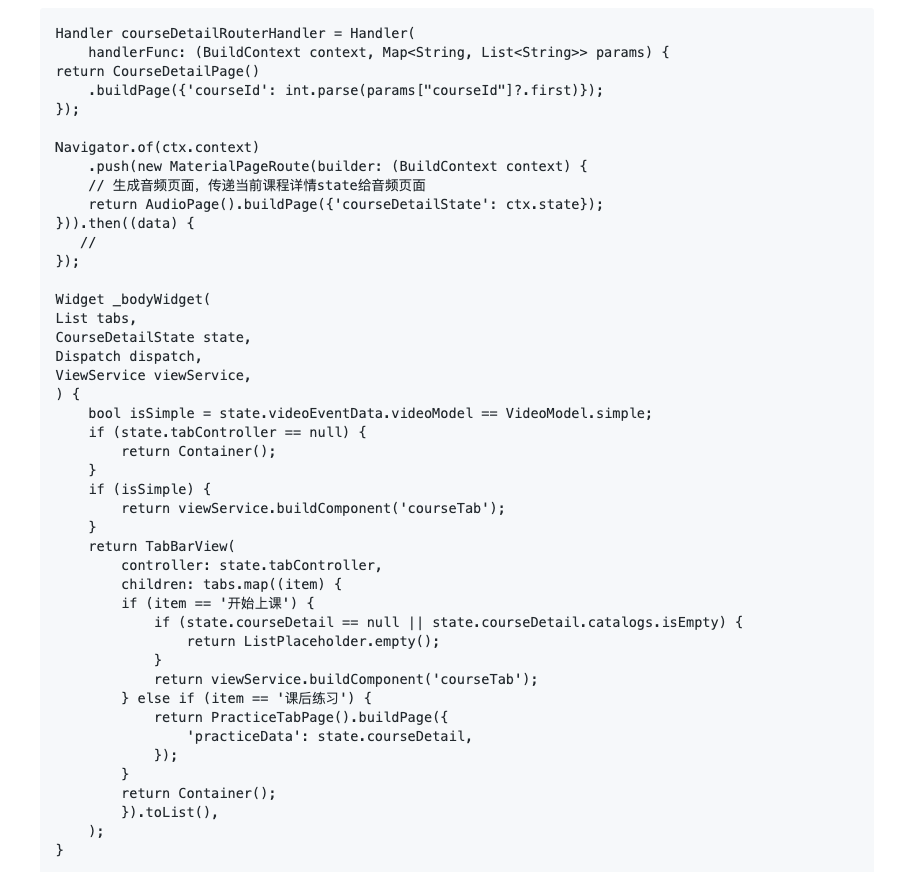 Handler courseDetailRouterHandler = Handler(
    handlerFunc: (BuildContext context, Map<String, List<String>> params) {
return CourseDetailPage()
    .buildPage({'courseId': int.parse(params["courseId"]?.first)});
});

Navigator.of(ctx.context)
    .push(new MaterialPageRoute(builder: (BuildContext context) {
    // 生成音频页面，传递当前课程详情state给音频页面
    return AudioPage().buildPage({'courseDetailState': ctx.state});
})).then((data) {
   //
});

Widget _bodyWidget(
List tabs,
CourseDetailState state,
Dispatch dispatch,
ViewService viewService,
) {
    bool isSimple = state.videoEventData.videoModel == VideoModel.simple;
    if (state.tabController == null) {
        return Container();
    }
    if (isSimple) {
        return viewService.buildComponent('courseTab');
    }
    return TabBarView(
        controller: state.tabController,
        children: tabs.map((item) {
        if (item == '开始上课') {
            if (state.courseDetail == null || state.courseDetail.catalogs.isEmpty) {
                return ListPlaceholder.empty();
            }
            return viewService.buildComponent('courseTab');
        } else if (item == '课后练习') {
            return PracticeTabPage().buildPage({
                'practiceData': state.courseDetail,
            });
        }
        return Container();
        }).toList(),
    );
}